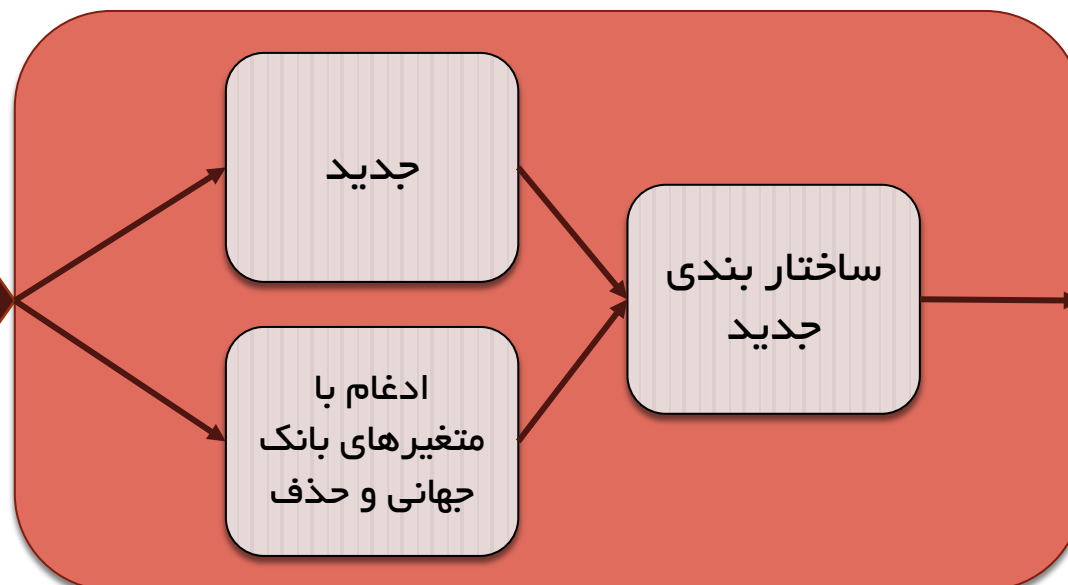 جدید
ادغام با
متغیرهای بانک
جهانی و حذف
ساختار بندی
جدید